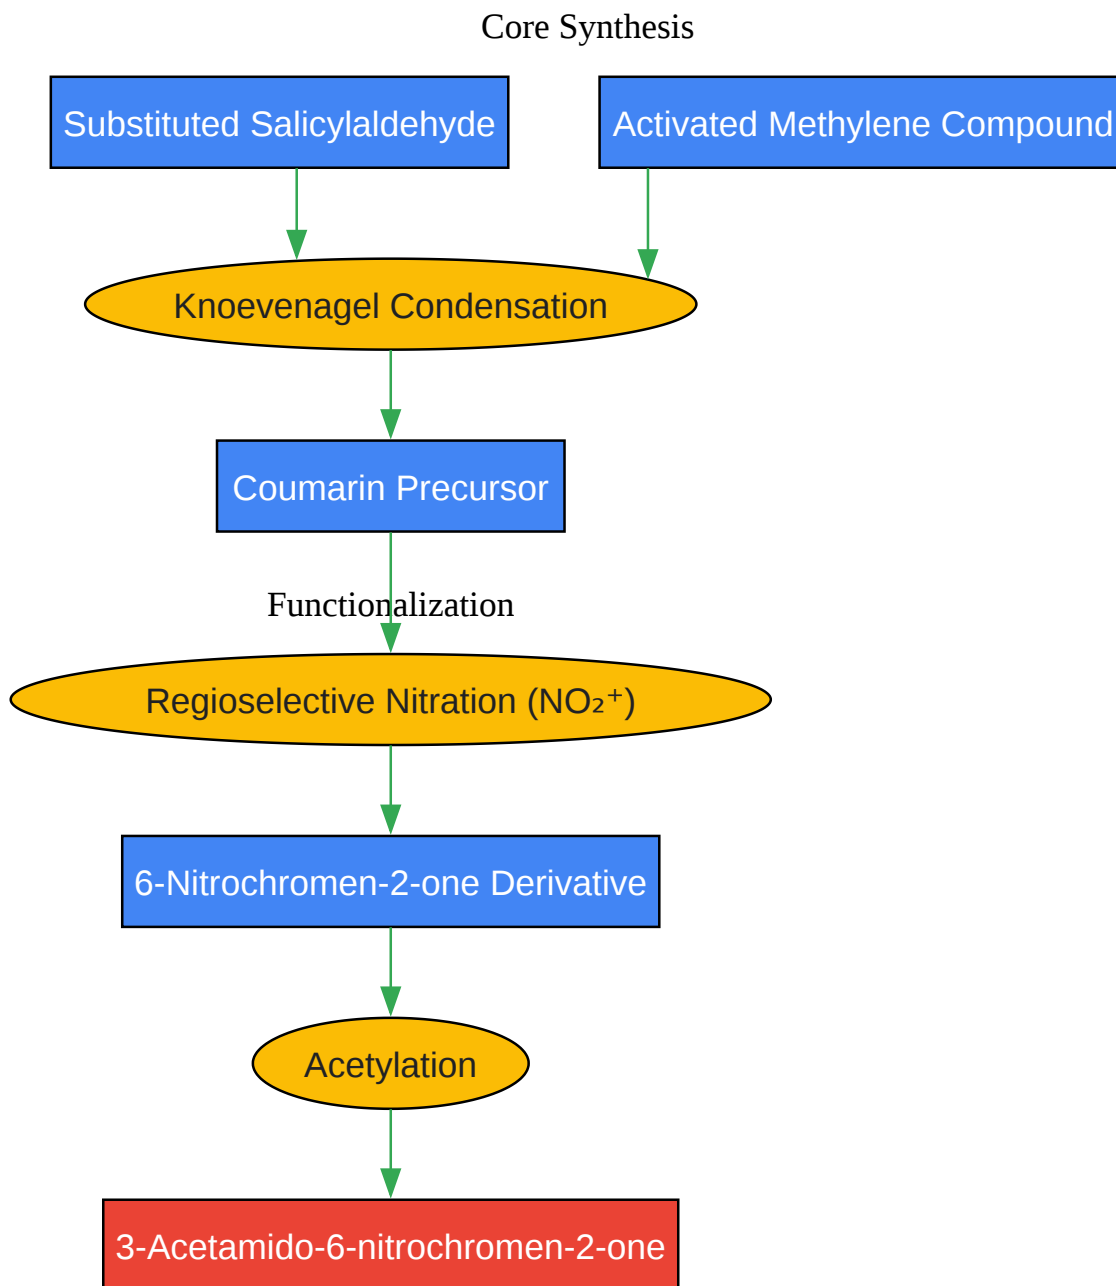 Core Synthesis
Substituted Salicylaldehyde
Activated Methylene Compound
Knoevenagel Condensation
Coumarin Precursor
Functionalization
Regioselective Nitration (NO₂⁺)
6-Nitrochromen-2-one Derivative
Acetylation
3-Acetamido-6-nitrochromen-2-one